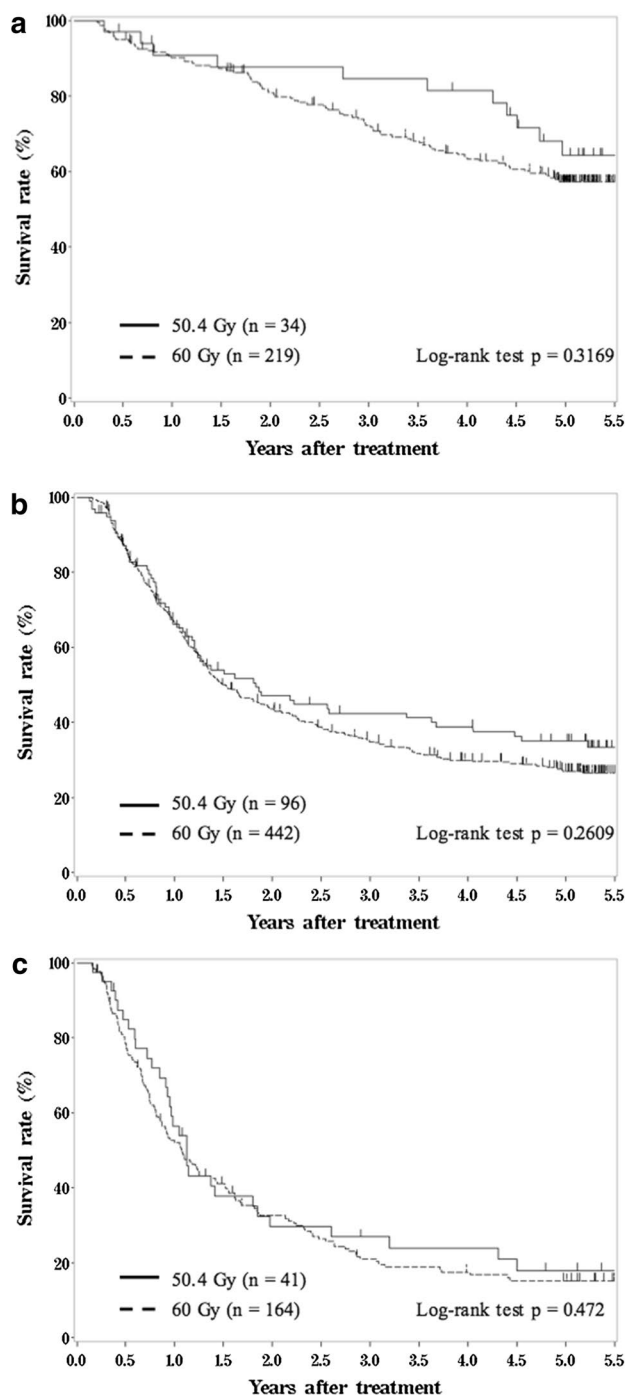 a
100
80
60
40
20
0
Survival rate (%)
50.4 Gy (n = 34)
60 Gy (n = 219)
Log-rank test p = 0.3169
0.0 0.5 1.0 1.5 2.0 2.5 3.0 3.5 4.0 4.5 5.0 5.5
Years after treatment
b
100
80
60
40
20
0
Survival rate (%)
50.4 Gy (n = 96)
60 Gy (n = 442)
Log-rank test p = 0.2609
0.0 0.5 1.0 1.5 2.0 2.5 3.0 3.5 4.0 4.5 5.0 5.5
Years after treatment
c
100
80
60
40
20
0
Survival rate (%)
50.4 Gy (n = 41)
60 Gy (n = 164)
Log-rank test p = 0.472
0.0 0.5 1.0 1.5 2.0 2.5 3.0 3.5 4.0 4.5 5.0 5.5
Years after treatment